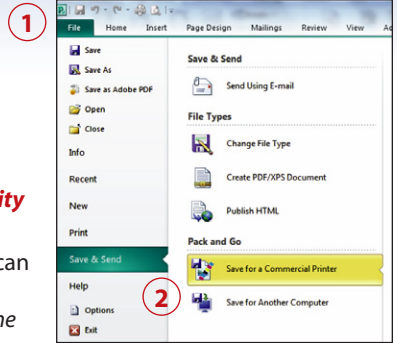 1
File Home Insert Page Design Mailings Review View
Save
Save As
Save as Adobe PDF
Open
Close
Info
Recent
New
Print
Save & Send
Help
Options
Exit
Save & Send
Send Using E-mail
File Types
Change File Type
Create PDF/XPS Document
Publish HTML
Pack and Go
Save for a Commercial Printer
2
Save for Another Computer
ity
can